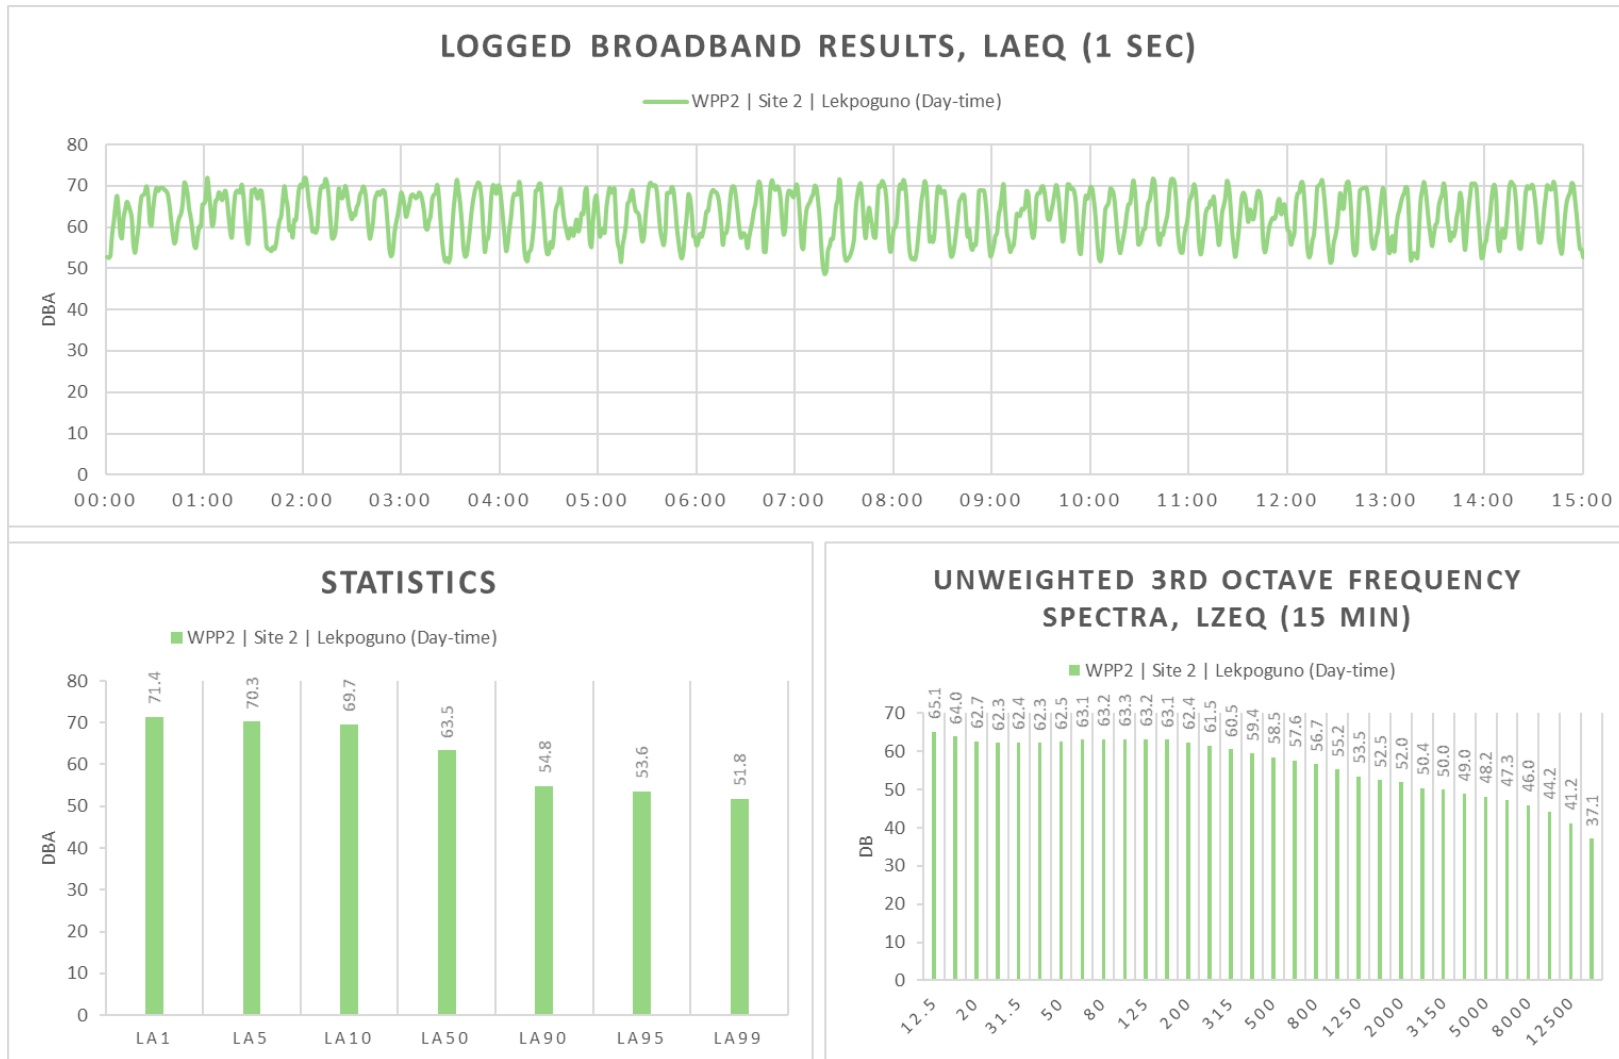 LOGGED BROADBAND RESULTS, LAEQ (1 SEC)
WPP2 | Site 2 | Lekpoguno (Day-time)
80
70
60
50
40
30
20
10
0
DBA
00:00 01:00 02:00 03:00 04:00 05:00 06:00 07:00 08:00 09:00 10:00 11:00 12:00 13:00 14:00 15:00
STATISTICS
WPP2 | Site 2 | Lekpoguno (Day-time)
80
70
60
50
40
30
20
10
0
DBA
71.4 70.3 69.7 63.5 54.8 53.6 51.8
LA1 LA5 LA10 LA50 LA90 LA95 LA99
UNWEIGHTED 3RD OCTAVE FREQUENCY
SPECTRA, LZEQ (15 MIN)
WPP2 | Site 2 | Lekpoguno (Day-time)
70
60
50
40
30
20
10
0
DB
65.1 64.0 62.7 62.3 62.4 62.3 62.5 63.1 63.2 63.3 63.2 63.1 62.4 61.5 60.5 59.4 58.5 57.6 56.7 55.2 53.5 52.5 52.0 50.4 50.0 49.0 48.2 47.3 46.0 44.2 41.2 37.1
12.5 20 31.5 50 80 125 200 315 500 800 1250 2000 3150 5000 8000 12500